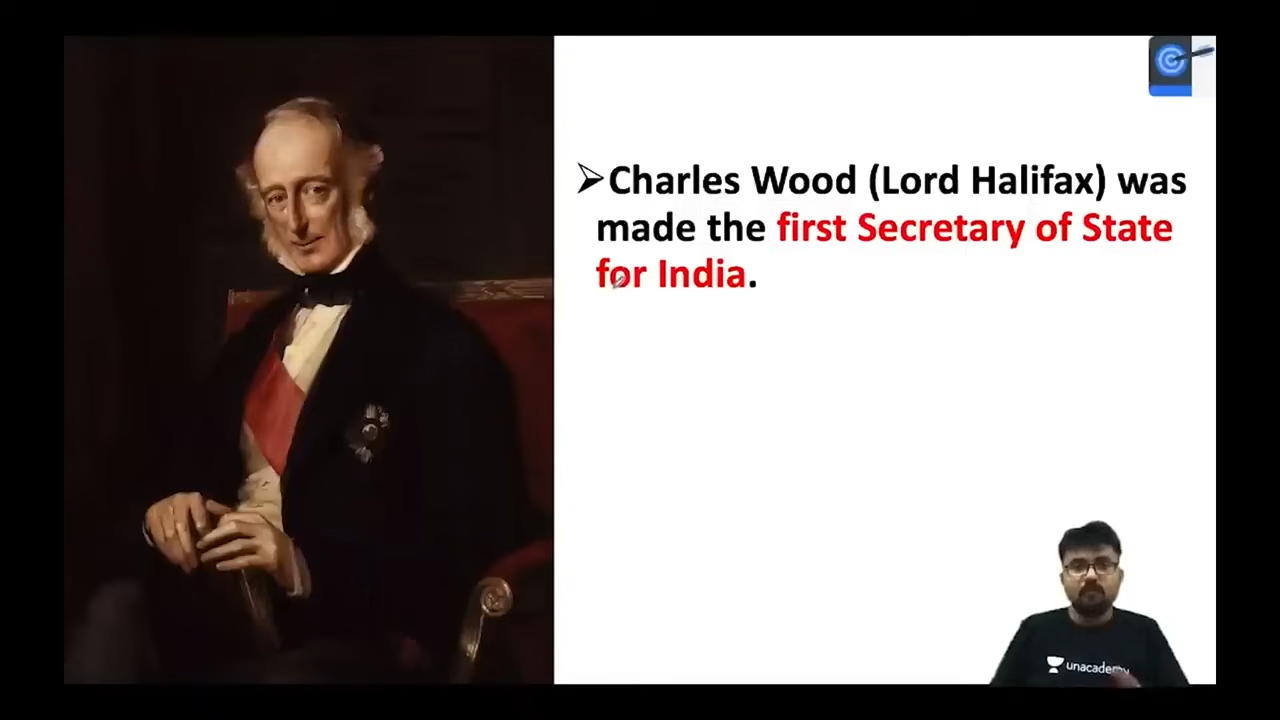 ➢Charles Wood (Lord Halifax) was
made the first Secretary of State
for India.
unacademy